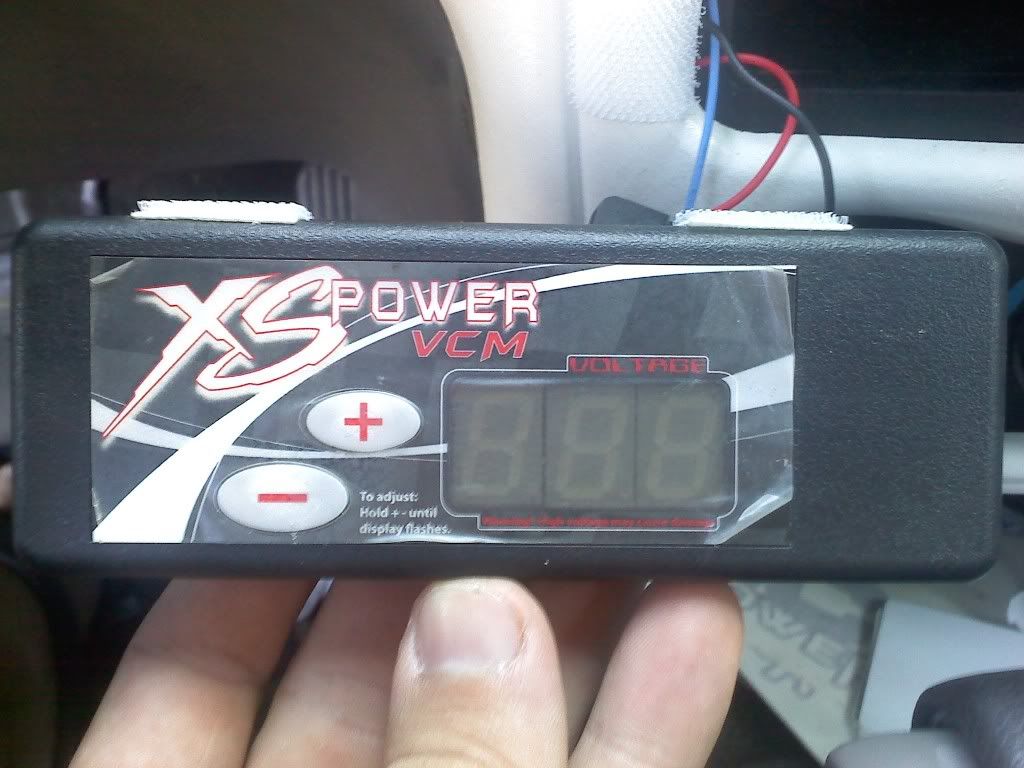 XS POWER
VCM
VOLTAGE
+
-
To adjust:
Hold + - until
display flashes.